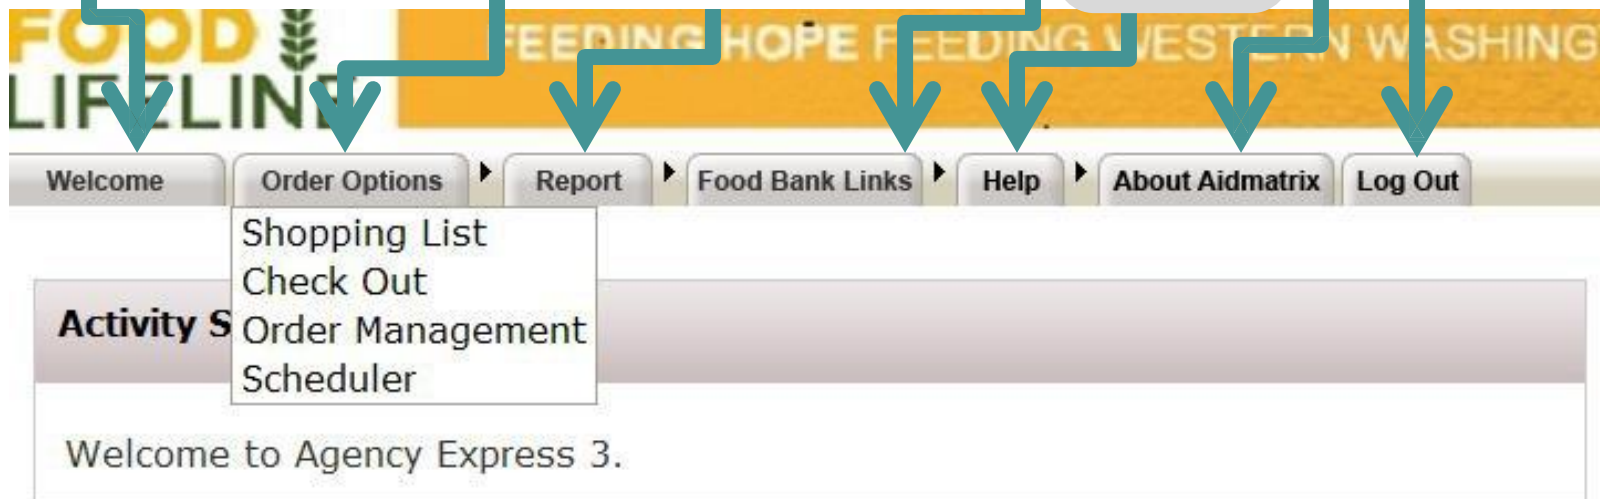 FOOD
LIFELINE
FEEDING HOPE FEEDING WESTERN WASHING
Welcome Order Options Report Food Bank Links Help About Aidmatrix Log Out
Shopping List
Check Out
Order Management
Scheduler
Activity S
Welcome to Agency Express 3.